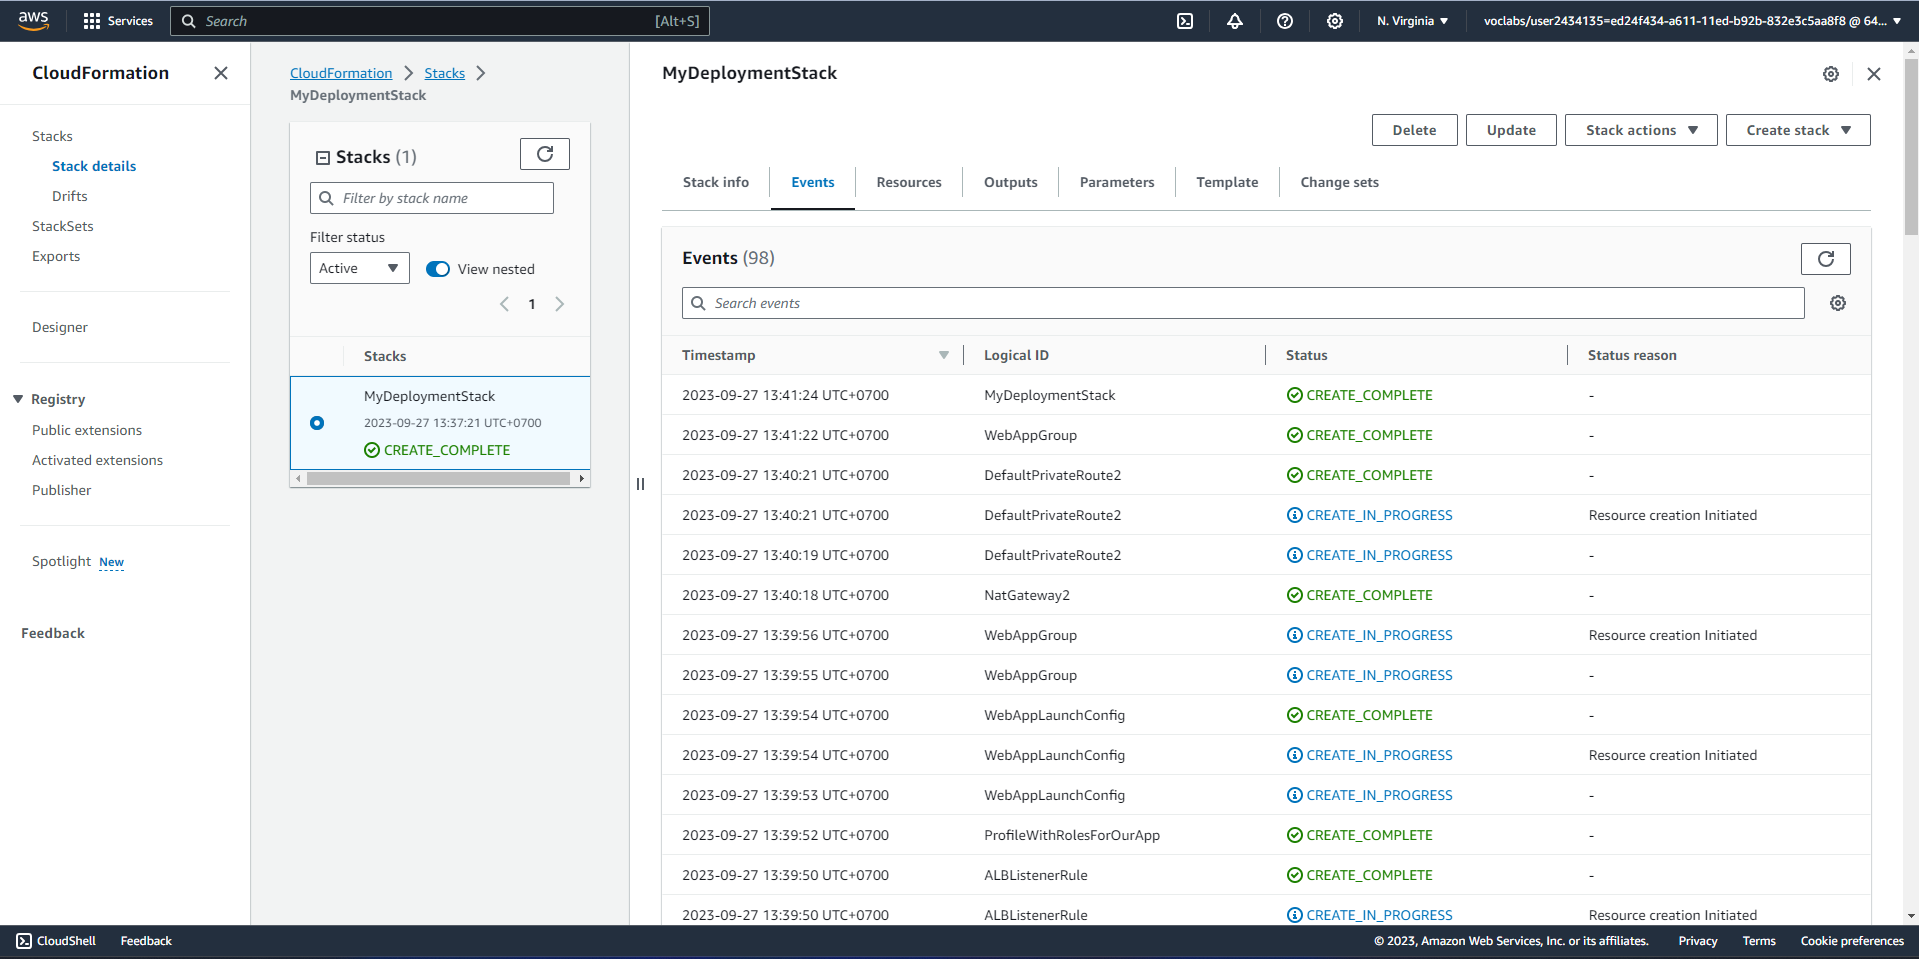 aws
Services
Search [Alt+S]
N. Virginia
voclabs/user2434135=ed24f434-a611-11ed-b92b-832e3c5aa8f8 @ 64...
CloudFormation
Stacks
Stack details
Drifts
StackSets
Exports
Designer
Registry
Public extensions
Activated extensions
Publisher
Spotlight New
Feedback
CloudFormation
Stacks
MyDeploymentStack
Stacks (1)
Filter by stack name
Filter status
Active
View nested
1
Stacks
MyDeploymentStack
2023-09-27 13:37:21 UTC+0700
CREATE_COMPLETE
MyDeploymentStack
Delete Update Stack actions Create stack
Stack info Events Resources Outputs Parameters Template Change sets
Events (98)
Search events
Timestamp Logical ID Status Status reason
2023-09-27 13:41:24 UTC+0700 MyDeploymentStack CREATE_COMPLETE -
2023-09-27 13:41:22 UTC+0700 WebAppGroup CREATE_COMPLETE -
2023-09-27 13:40:21 UTC+0700 DefaultPrivateRoute2 CREATE_COMPLETE -
2023-09-27 13:40:21 UTC+0700 DefaultPrivateRoute2 CREATE_IN_PROGRESS Resource creation Initiated
2023-09-27 13:40:19 UTC+0700 DefaultPrivateRoute2 CREATE_IN_PROGRESS -
2023-09-27 13:40:18 UTC+0700 NatGateway2 CREATE_COMPLETE -
2023-09-27 13:39:56 UTC+0700 WebAppGroup CREATE_IN_PROGRESS Resource creation Initiated
2023-09-27 13:39:55 UTC+0700 WebAppGroup CREATE_IN_PROGRESS -
2023-09-27 13:39:54 UTC+0700 WebAppLaunchConfig CREATE_COMPLETE -
2023-09-27 13:39:54 UTC+0700 WebAppLaunchConfig CREATE_IN_PROGRESS Resource creation Initiated
2023-09-27 13:39:53 UTC+0700 WebAppLaunchConfig CREATE_IN_PROGRESS -
2023-09-27 13:39:52 UTC+0700 ProfileWithRolesForOurApp CREATE_COMPLETE -
2023-09-27 13:39:50 UTC+0700 ALBListenerRule CREATE_COMPLETE -
2023-09-27 13:39:50 UTC+0700 ALBListenerRule CREATE_IN_PROGRESS Resource creation Initiated
CloudShell Feedback © 2023, Amazon Web Services, Inc. or its affiliates. Privacy Terms Cookie preferences